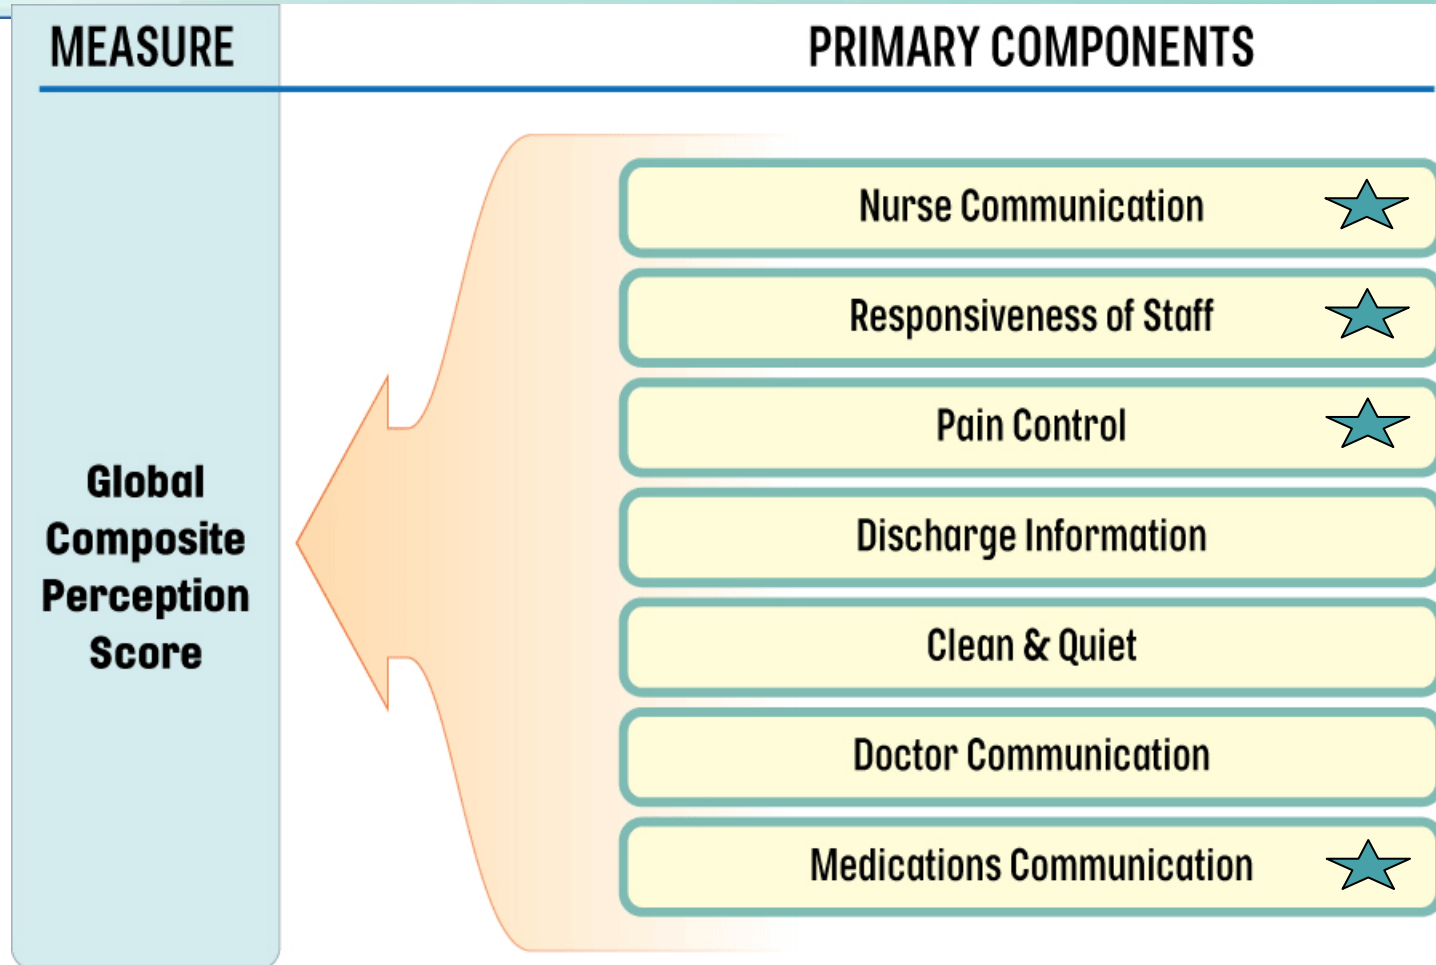 MEASURE
PRIMARY COMPONENTS
Global
Composite
Perception
Score
Nurse Communication
Responsiveness of Staff
Pain Control
Discharge Information
Clean & Quiet
Doctor Communication
Medications Communication